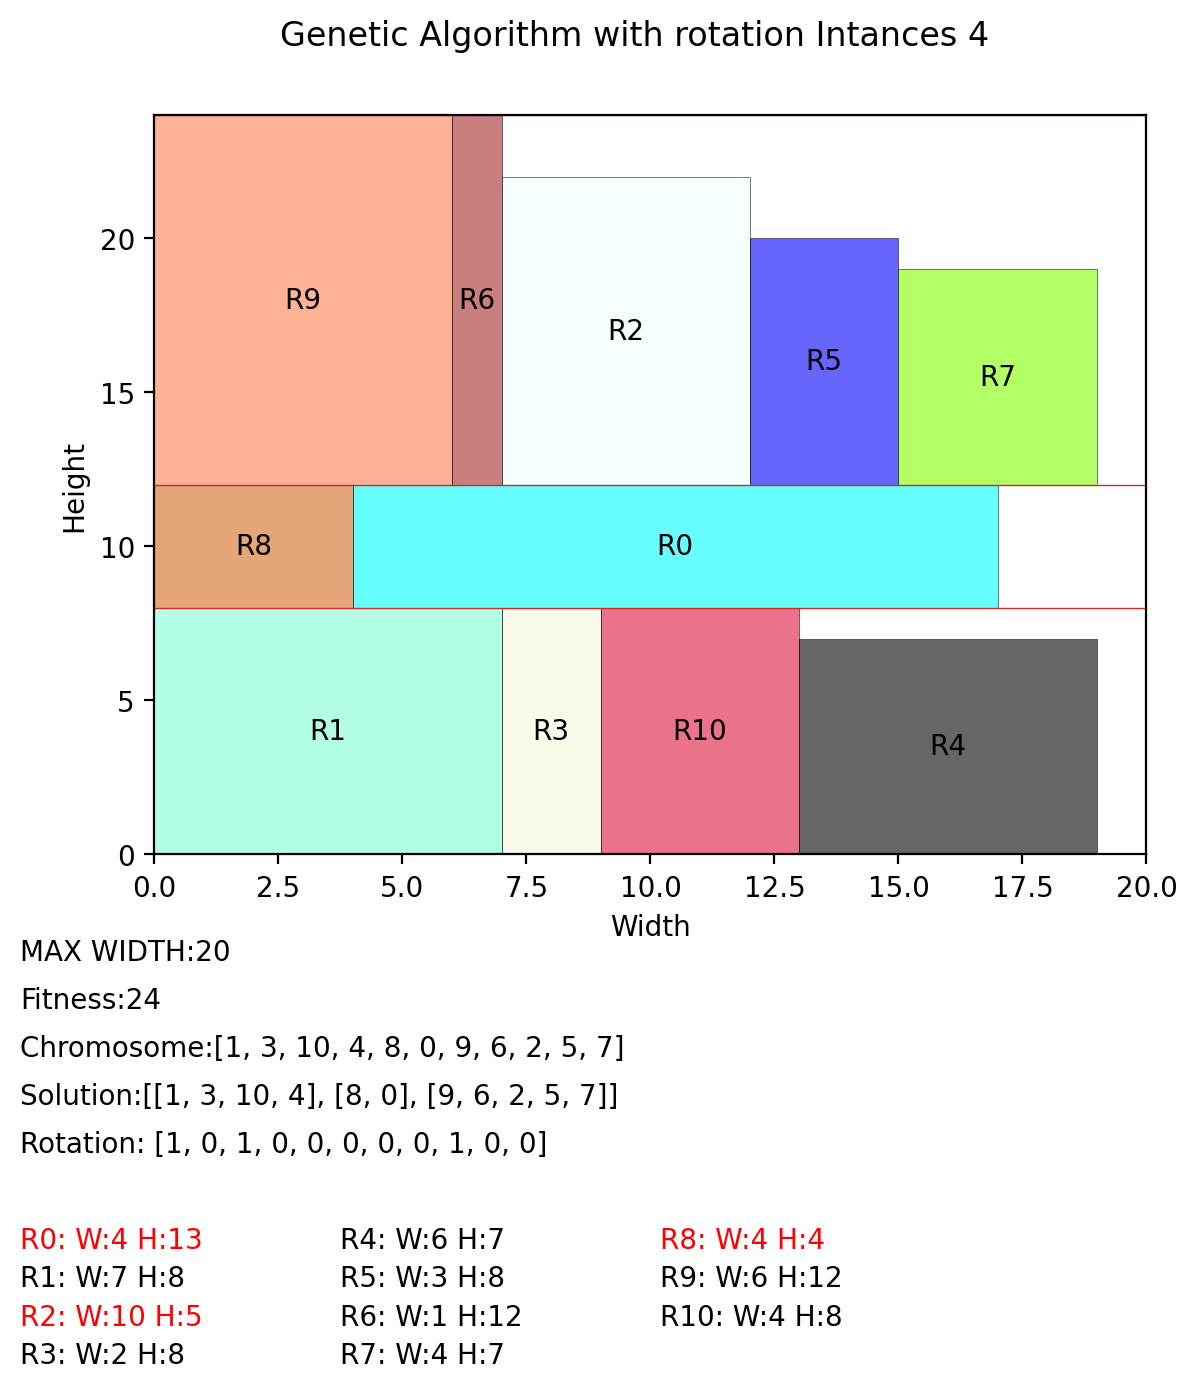 Genetic Algorithm with rotation Intances 4
R9
R6
R2
R5
R7
R8
R0
R1
R3
R10
R4
20
15
10
5
0
Height
0.0 2.5 5.0 7.5 10.0 12.5 15.0 17.5 20.0
Width
MAX WIDTH:20
Fitness:24
Chromosome:[1, 3, 10, 4, 8, 0, 9, 6, 2, 5, 7]
Solution:[[1, 3, 10, 4], [8, 0], [9, 6, 2, 5, 7]]
Rotation: [1, 0, 1, 0, 0, 0, 0, 0, 1, 0, 0]
R0: W:4 H:13
R1: W:7 H:8
R2: W:10 H:5
R3: W:2 H:8
R4: W:6 H:7
R5: W:3 H:8
R6: W:1 H:12
R7: W:4 H:7
R8: W:4 H:4
R9: W:6 H:12
R10: W:4 H:8